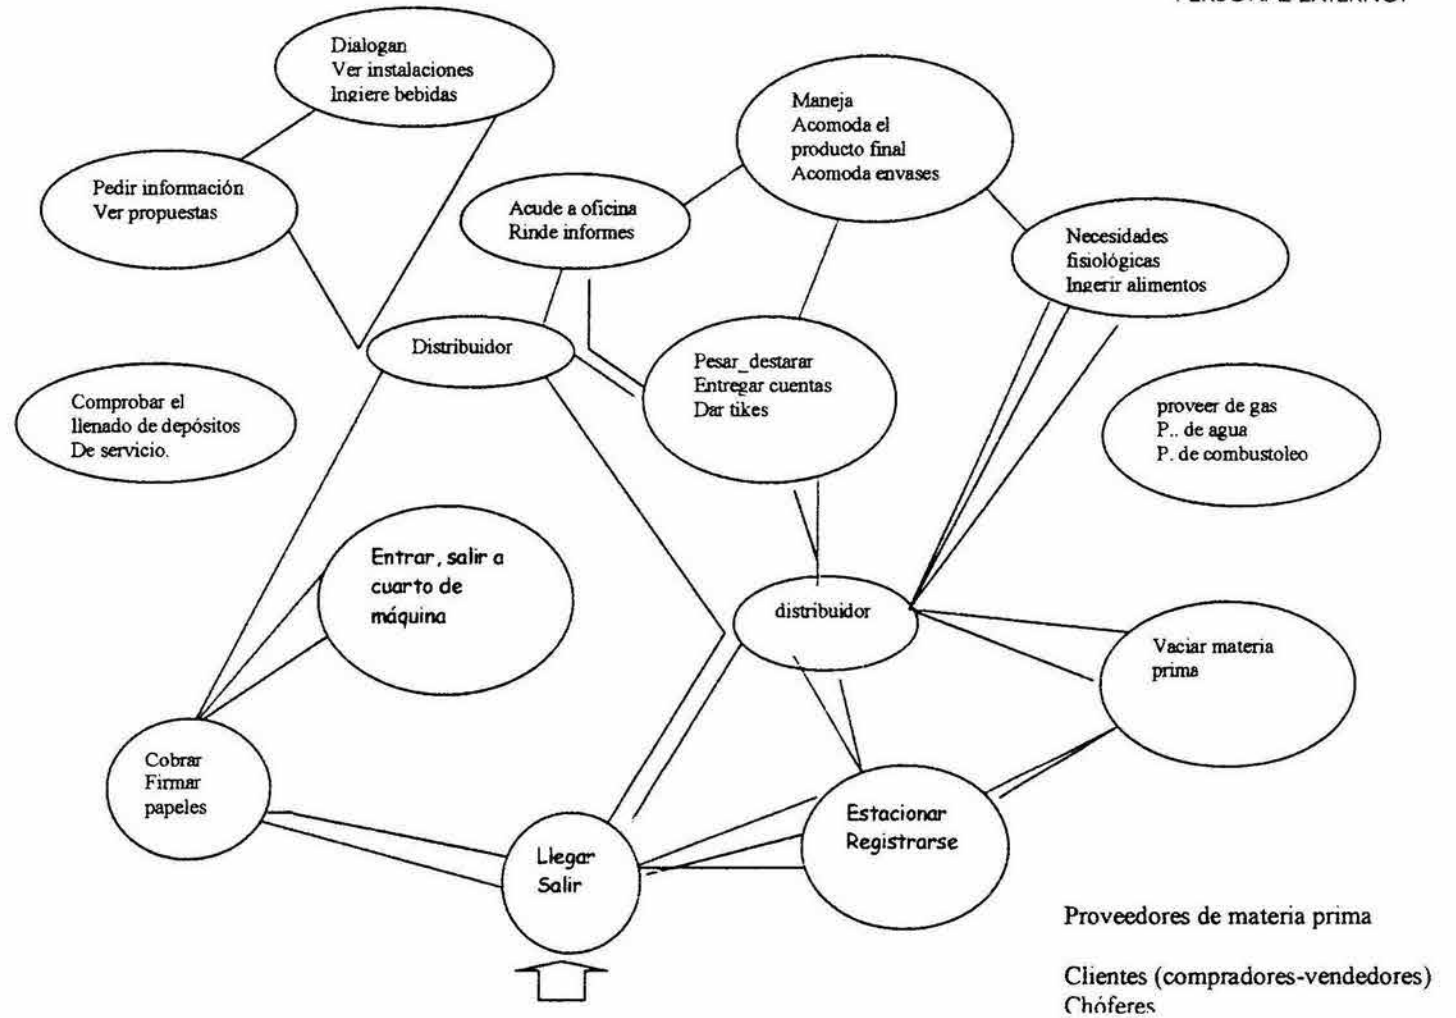 PERSONAL EXTERNO.
Dialogan
Ver instalaciones
Ingiere bebidas
Maneja
Acomoda el
producto final
Acomoda envases
Pedir información
Ver propuestas
Acude a oficina
Rinde informes
Necesidades
fisiológicas
Ingerir alimentos
Distribuidor
Pesar_destarar
Entregar cuentas
Dar tikes
Comprobar el
llenado de depósitos
De servicio.
proveer de gas
P.. de agua
P. de combustoleo
Entrar, salir a
cuarto de
máquina
distribuidor
Vaciar materia
prima
Cobrar
Firmar
papeles
Estacionar
Registrarse
Llegar
Salir
Proveedores de materia prima
Clientes (compradores-vendedores)
Chóferes